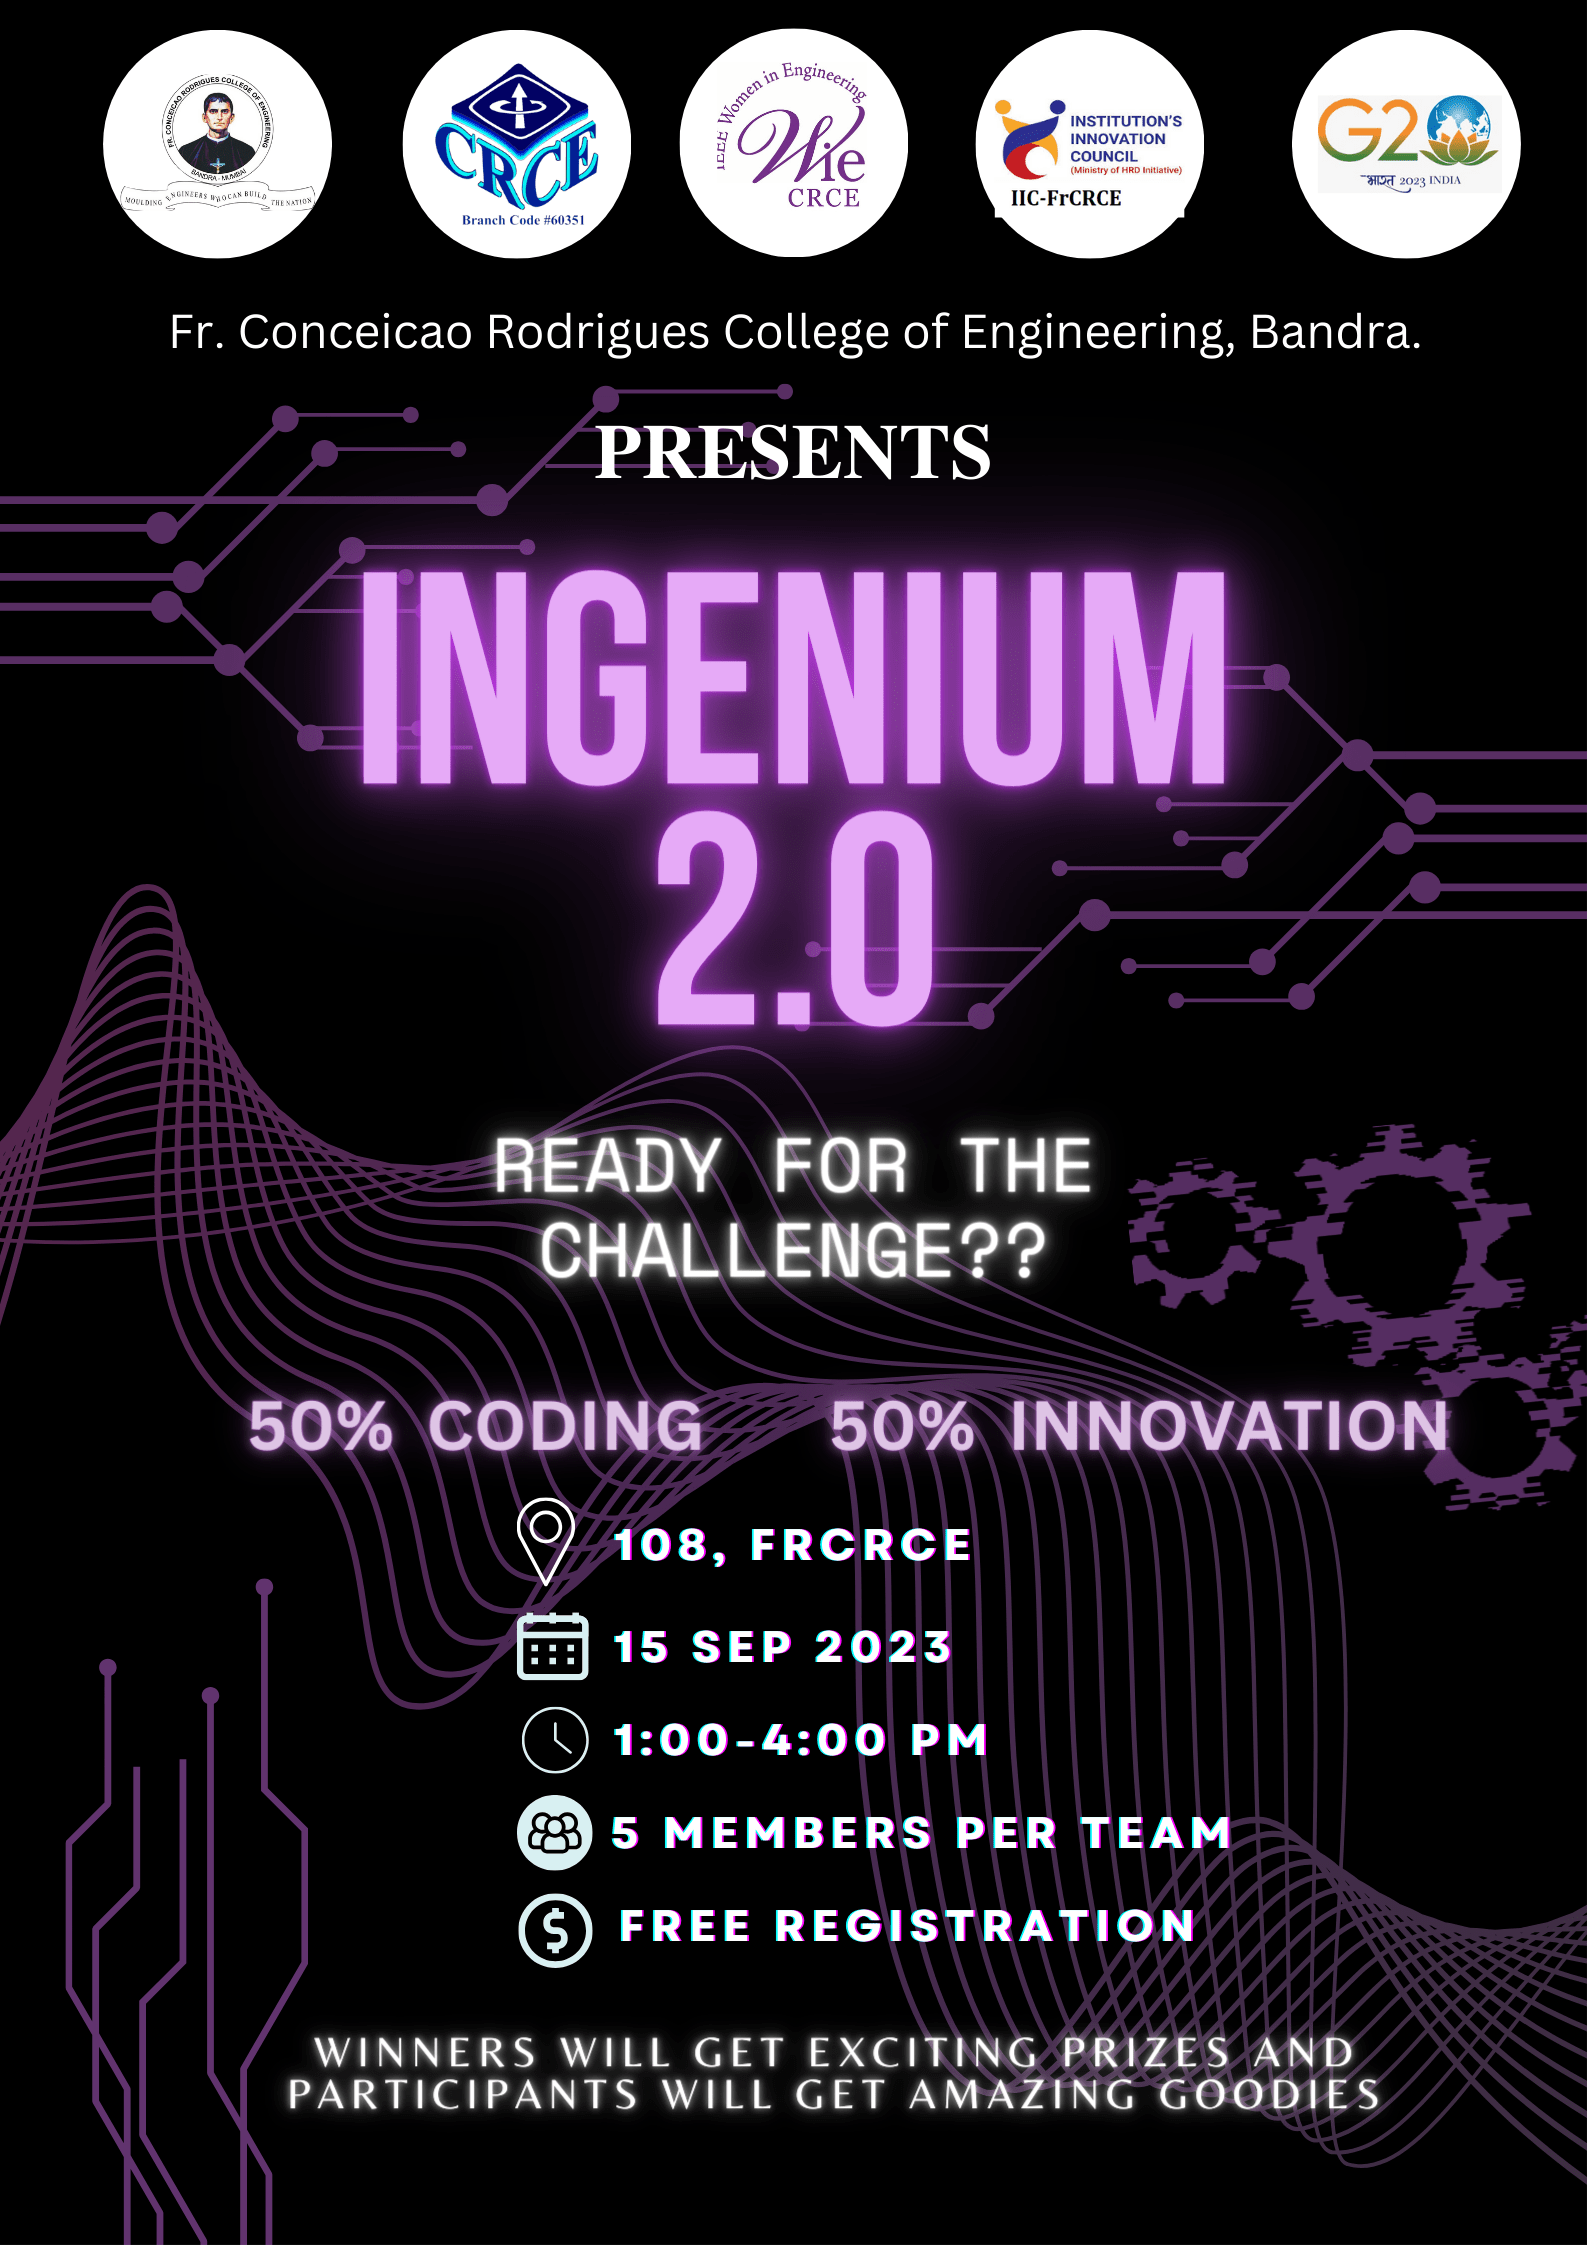 FR. CONCEICAO RODRIGUES COLLEGE OF ENGINEERING
BANDRA - MUMBAI
MOULDING ENGINEERS WHO CAN BUILD THE NATION
CRCE
Branch Code #60351
IEEE Women in Engineering
Wie
CRCE
INSTITUTION'S
INNOVATION
COUNCIL
(Ministry of HRD Initiative)
IIC-FrCRCE
G20
भारत 2023 INDIA
Fr. Conceicao Rodrigues College of Engineering, Bandra.
PRESENTS
INGENIUM
2.0
READY FOR THE
CHALLENGE??
50% CODING 50% INNOVATION
108, FRCRCE
15 SEP 2023
1:00-4:00 PM
5 MEMBERS PER TEAM
FREE REGISTRATION
WINNERS WILL GET EXCITING PRIZES AND
PARTICIPANTS WILL GET AMAZING GOODIES